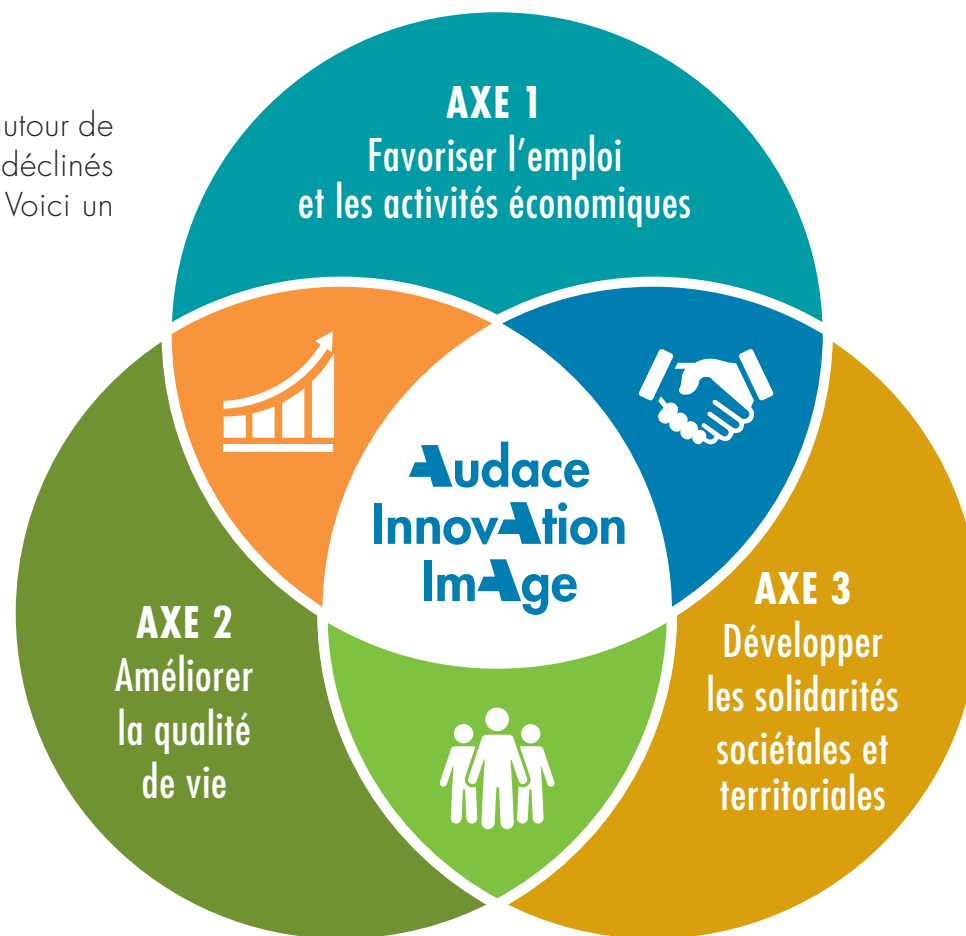 autour de
déclinés
Voici un
AXE 1
Favoriser l'emploi
et les activités économiques
Audace
InnovAtion
ImAge
AXE 2
Améliorer
la qualité
de vie
AXE 3
Développer
les solidarités
sociétales et
territoriales